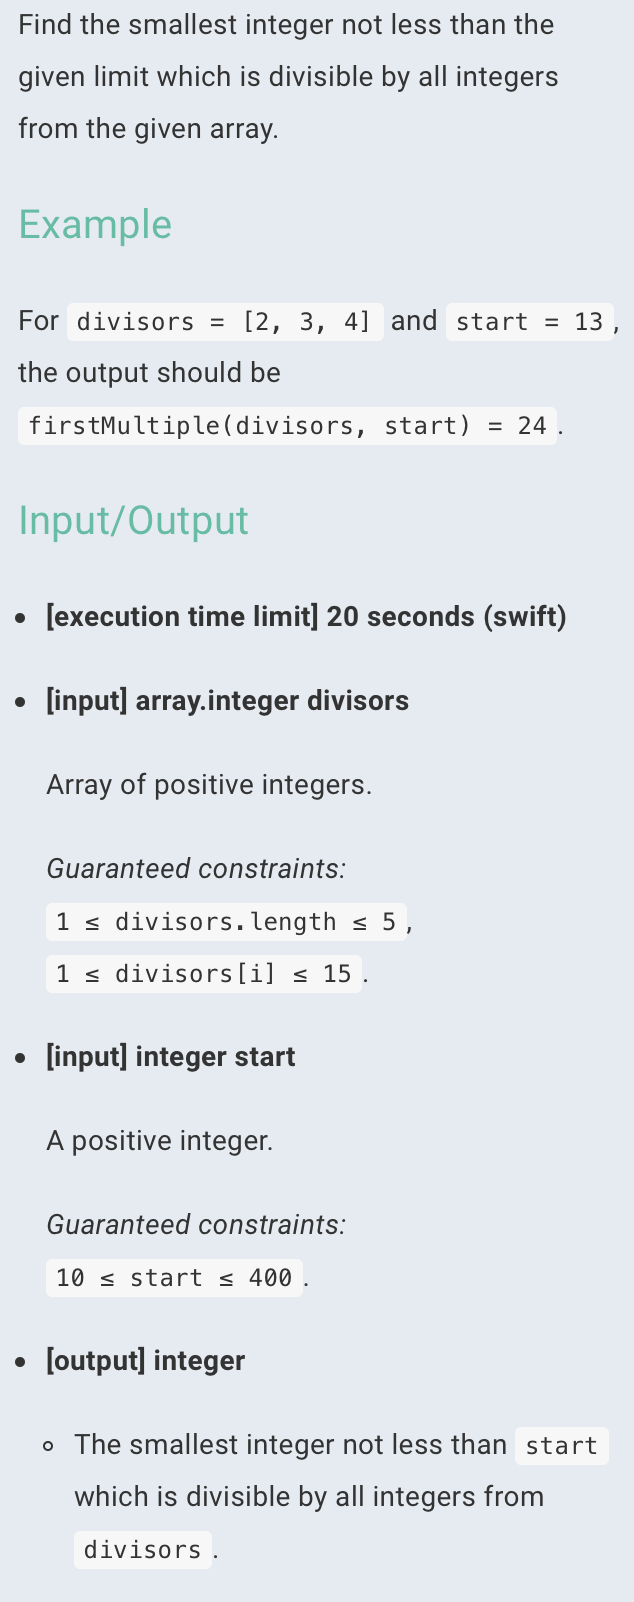 Find the smallest integer not less than the
given limit which is divisible by all integers
from the given array.
Example
For divisors = [2, 3, 4] and start = 13,
the output should be
firstMultiple(divisors, start) = 24.
Input/Output
• [execution time limit] 20 seconds (swift)
• [input] array.integer divisors
Array of positive integers.
Guaranteed constraints:
1 ≤ divisors.length ≤ 5,
1 ≤ divisors[i] ≤ 15.
• [input] integer start
A positive integer.
Guaranteed constraints:
10 ≤ start ≤ 400.
• [output] integer
◦ The smallest integer not less than start
which is divisible by all integers from
divisors.